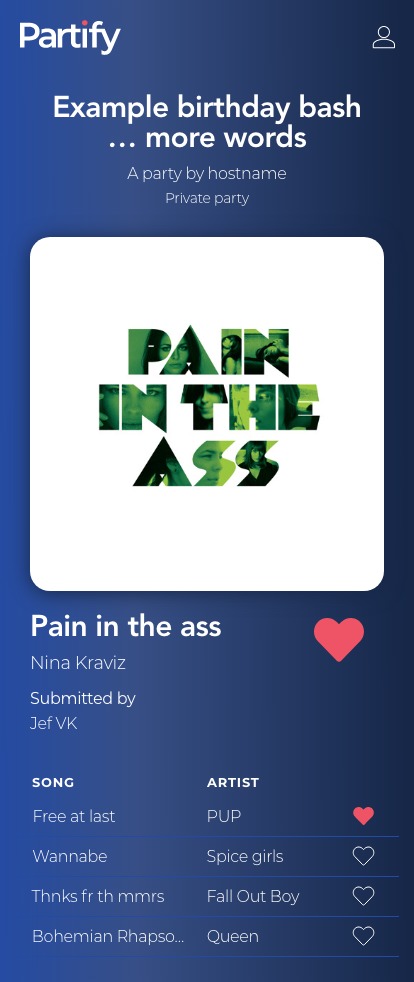 Partify
Example birthday bash
... more words
A party by hostname
Private party
PAIN
IN THE
ASS
Pain in the ass
Nina Kraviz
Submitted by
Jef VK
SONG ARTIST
Free at last PUP
Wannabe Spice girls
Thnks fr th mmrs Fall Out Boy
Bohemian Rhapso... Queen